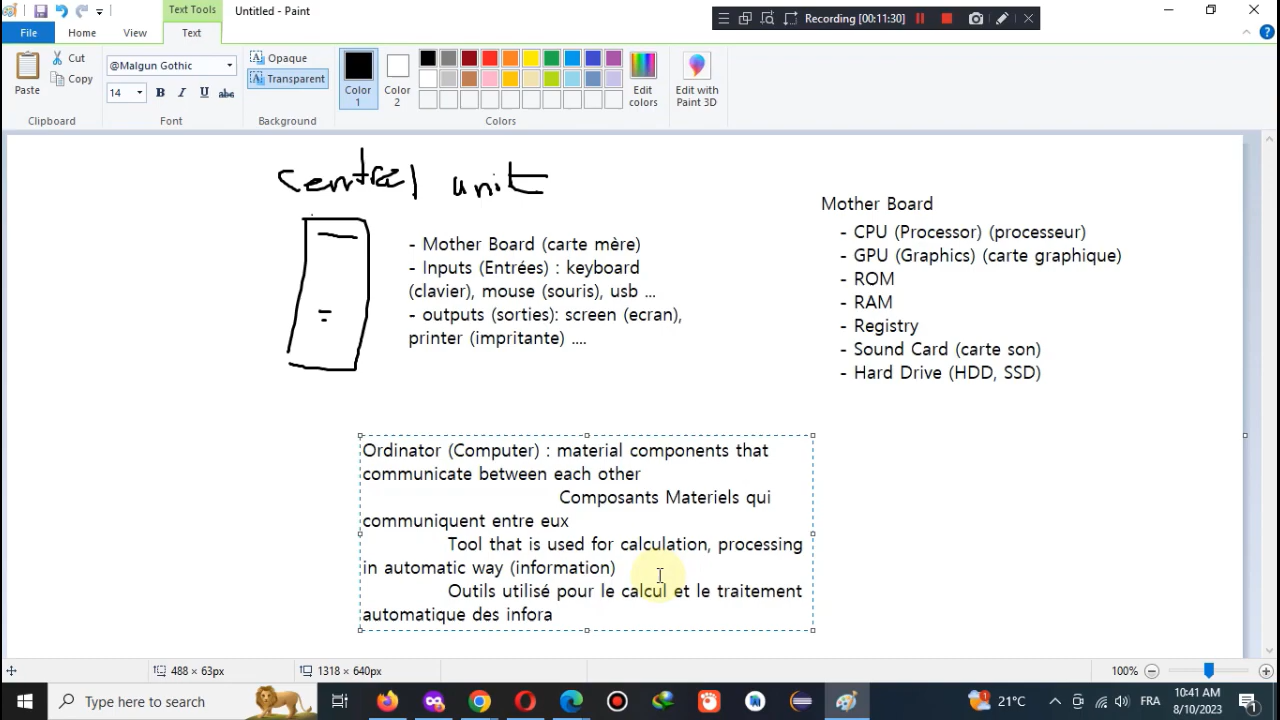 Text Tools
Untitled - Paint
Recording [00:11:30]
File
Home
View
Text
Paste
Cut
Copy
@Malgun Gothic
14
B I U abc
Opaque
Transparent
Color 1
Color 2
Edit colors
Edit with Paint 3D
Clipboard
Font
Background
Colors
central unit
- Mother Board (carte mère)
- Inputs (Entrées) : keyboard
(clavier), mouse (souris), usb ...
- outputs (sorties): screen (ecran),
printer (impritante) ....
Mother Board
- CPU (Processor) (processeur)
- GPU (Graphics) (carte graphique)
- ROM
- RAM
- Registry
- Sound Card (carte son)
- Hard Drive (HDD, SSD)
Ordinator (Computer) : material components that
communicate between each other
Composants Materiels qui
communiquent entre eux
Tool that is used for calculation, processing
in automatic way (information)
Outils utilisé pour le calcul et le traitement
automatique des infora
488 × 63px
1318 × 640px
100%
Type here to search
21°C
FRA
10:41 AM
8/10/2023
1